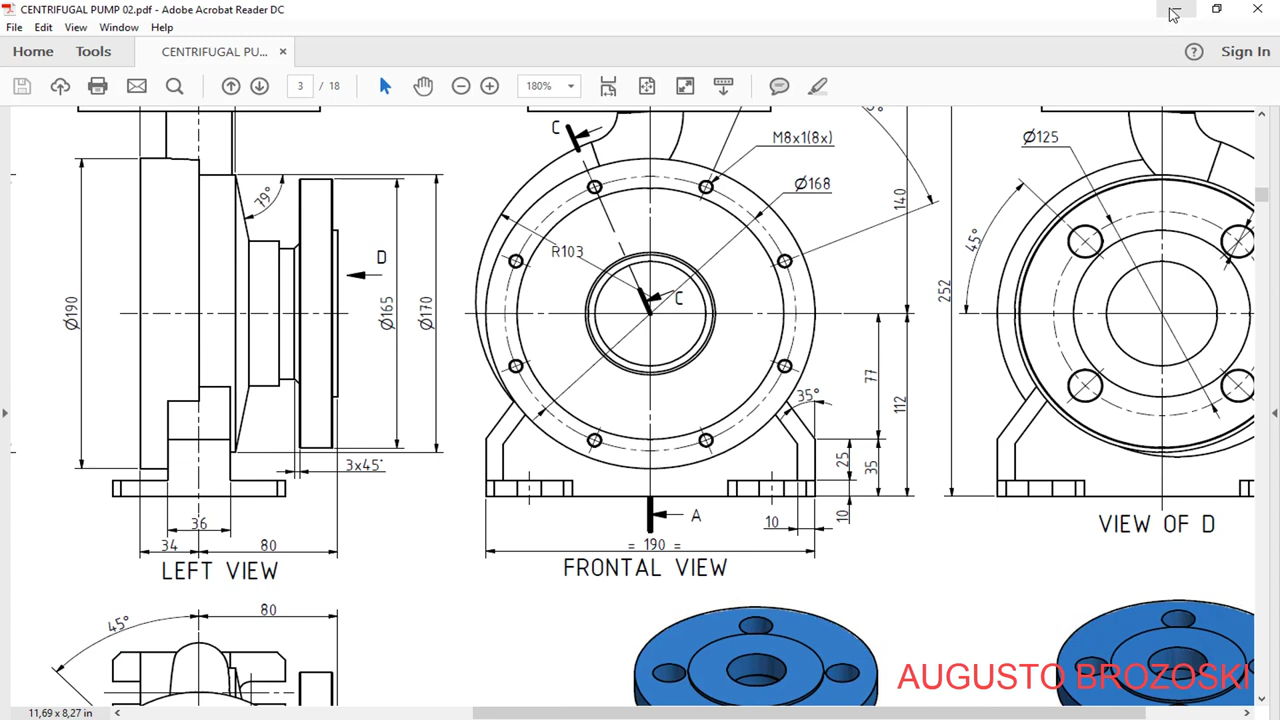 CENTRIFUGAL PUMP 02.pdf - Adobe Acrobat Reader DC
File Edit View Window Help
Home Tools CENTRIFUGAL PU... × ? Sign In
3 / 18 180%
C M8x1(8x) Ø125
79° Ø168 140
45°
R103 D
C
Ø190 Ø165 Ø170 252
77
35° 112
25 35
3x45°
36 A 10 10
34 80 = 190 = VIEW OF D
LEFT VIEW FRONTAL VIEW
80
45°
AUGUSTO BROZOSKI
11,69 x 8,27 in